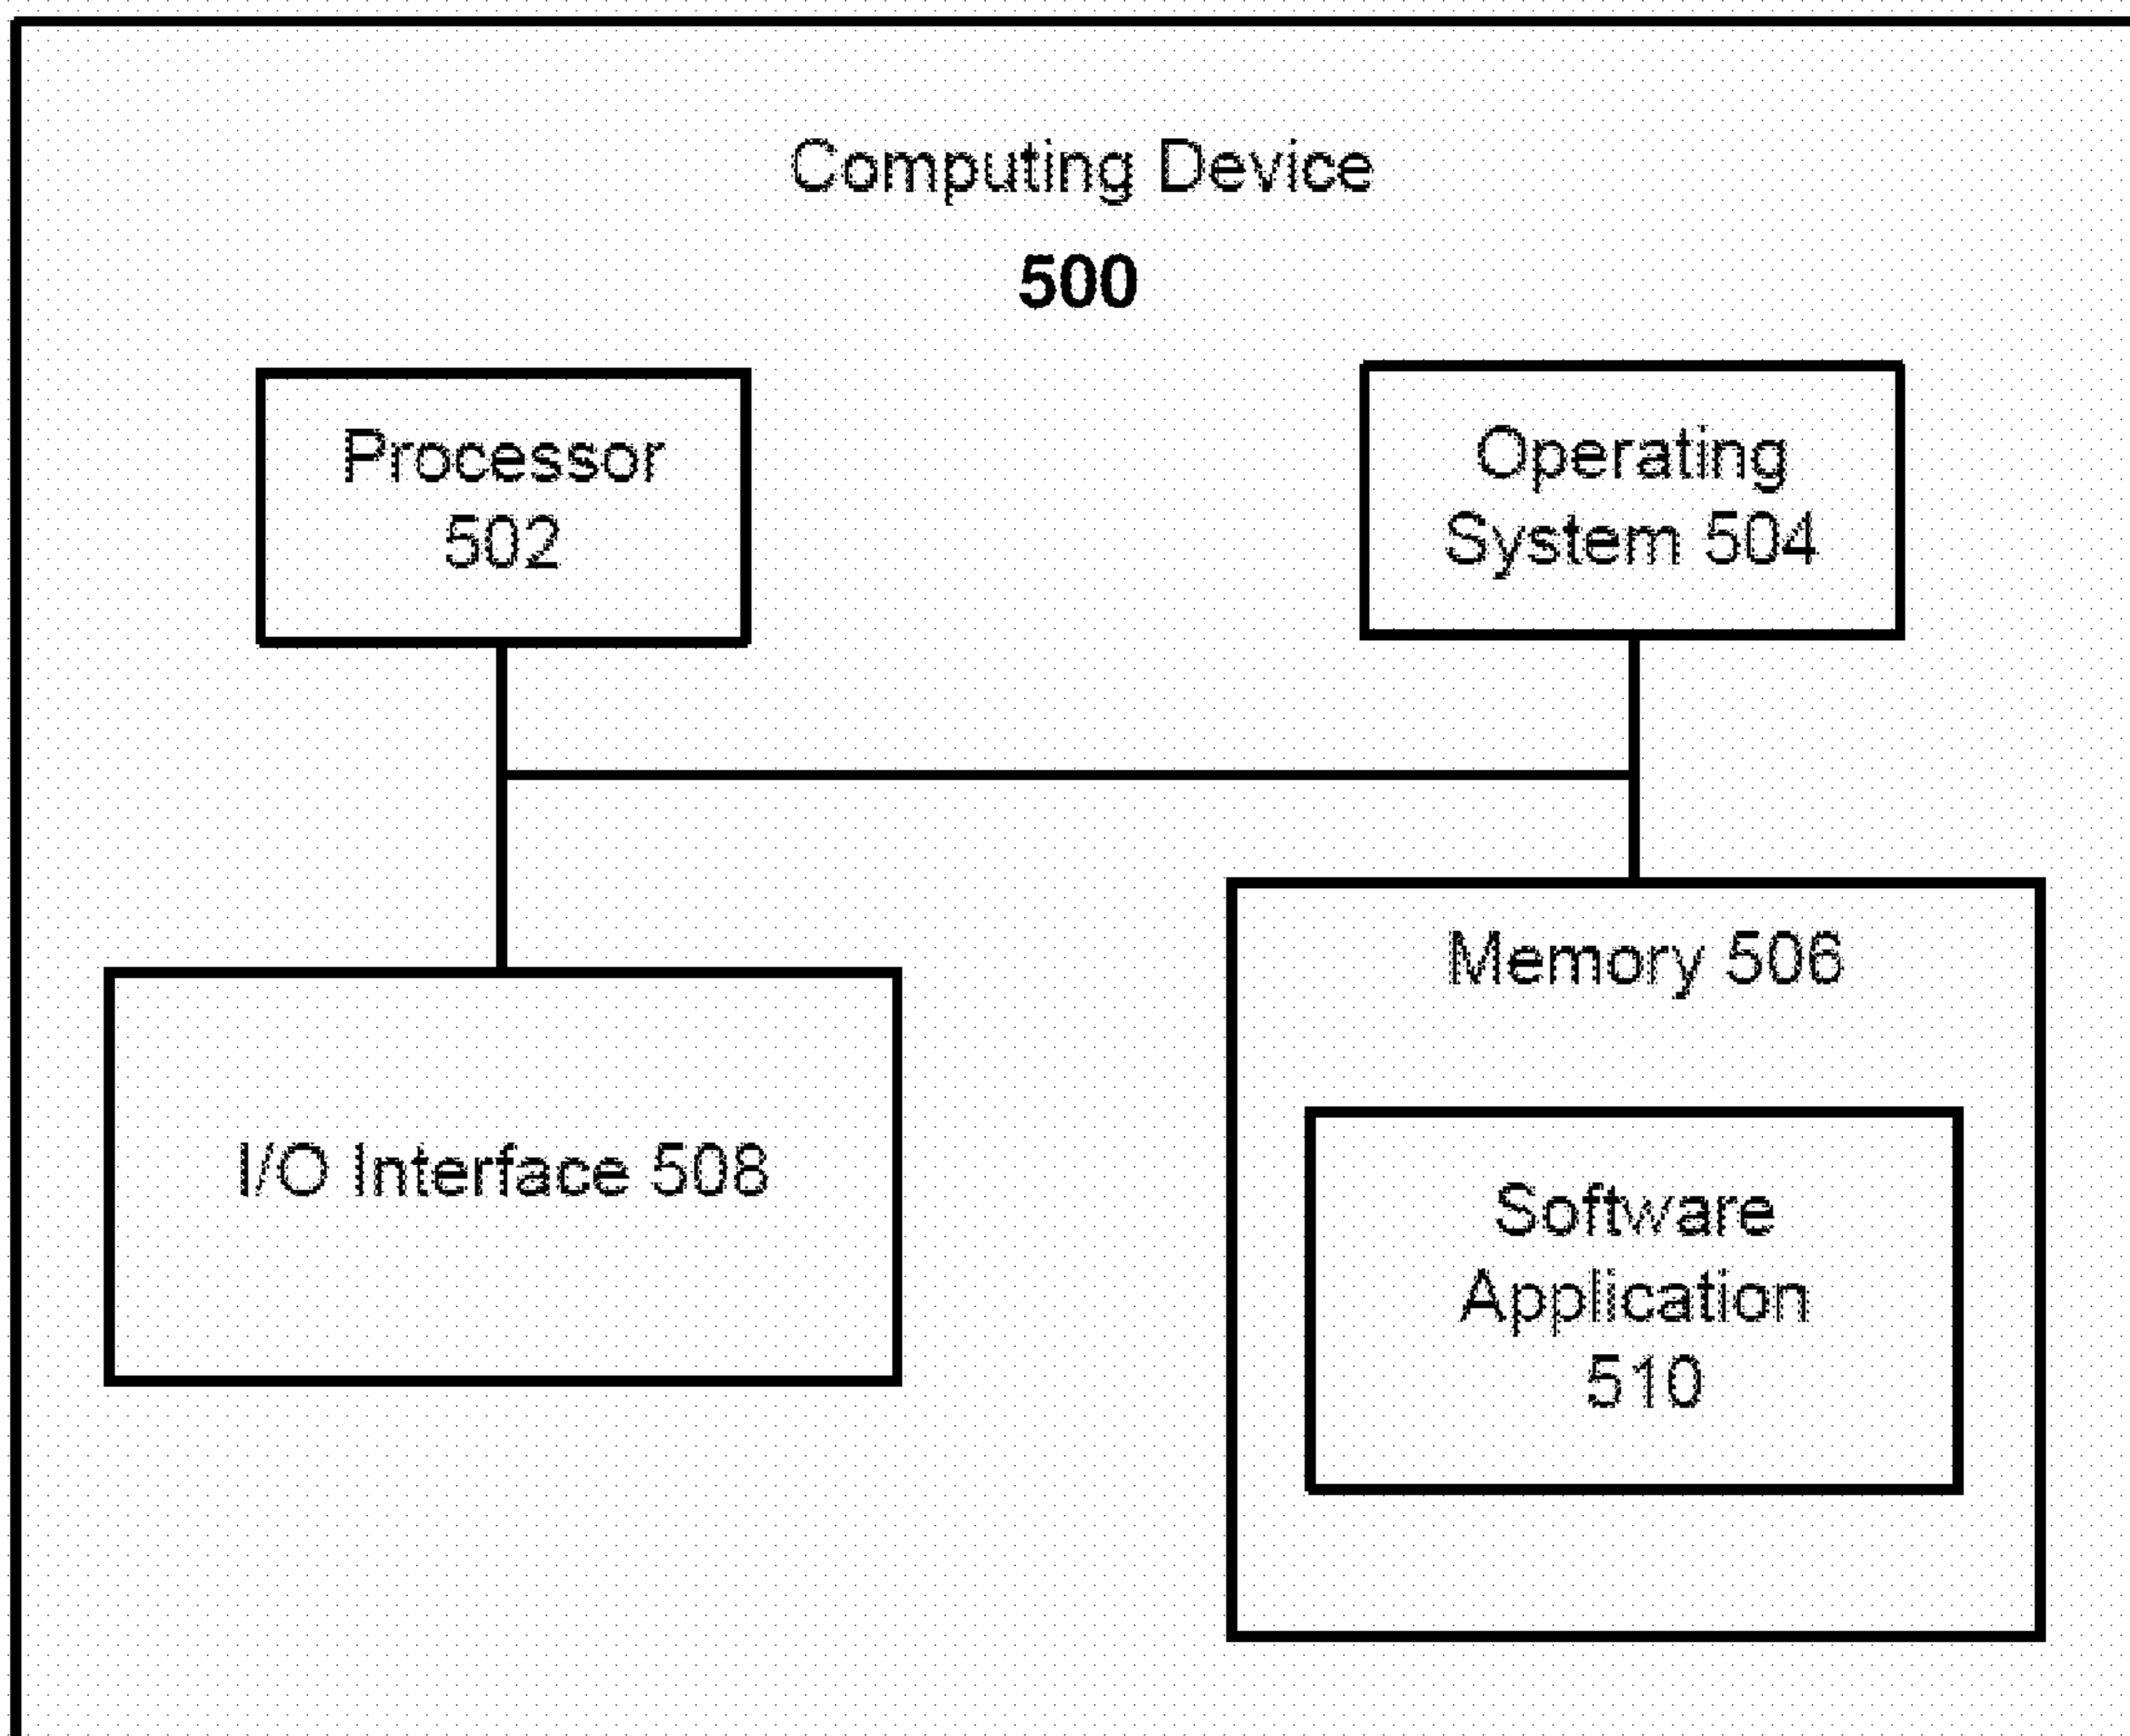 Computing Device
500
Processor
502
Operating
System 504
I/O Interface 508
Memory 506
Software
Application
510